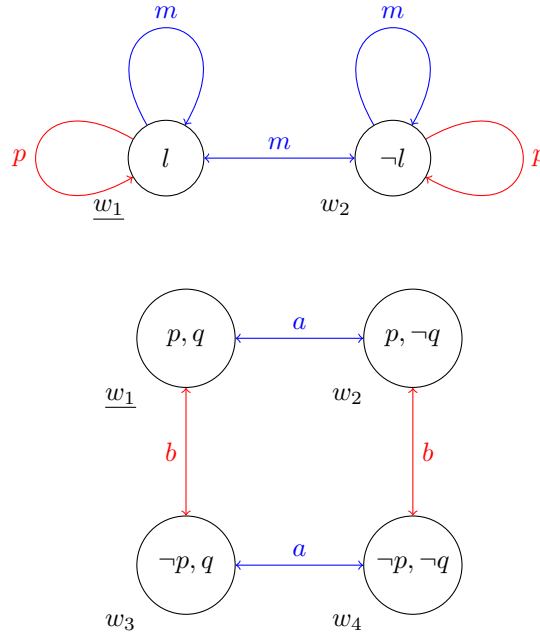 m m
p l m ¬l p
w₁ w₂
p, q a p, ¬q
w₁ w₂
b b
¬p, q a ¬p, ¬q
w₃ w₄